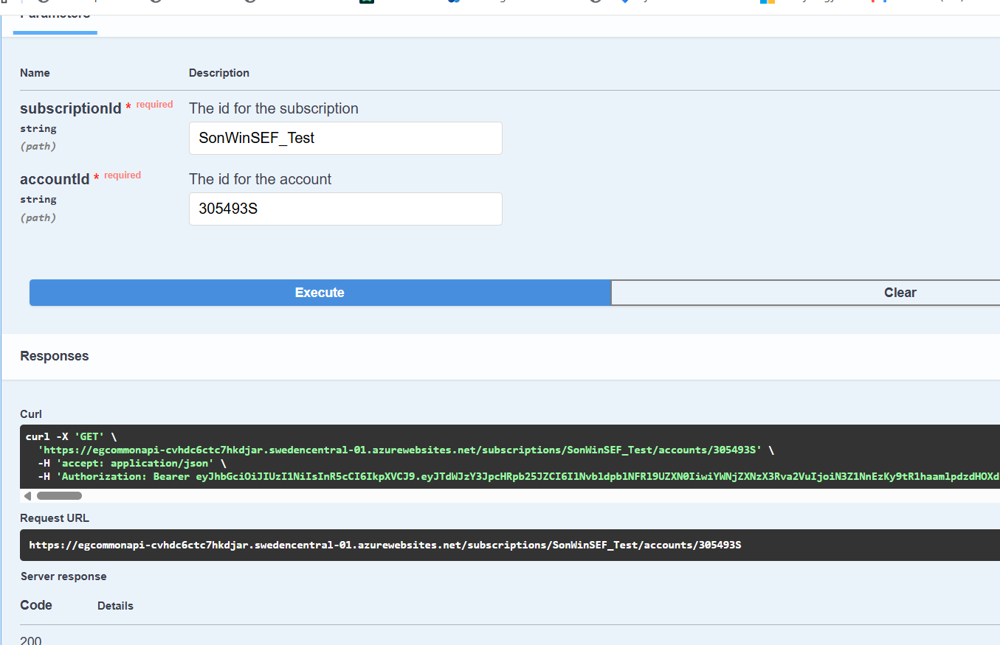 Parameters
Name Description
subscriptionId * required The id for the subscription
string SonWinSEF_Test
(path)
accountId * required The id for the account
string 305493S
(path)
Execute Clear
Responses
Curl
curl -X 'GET' \
'https://egcommonapi-cvhdc6ctc7hkdjar.swedencentral-01.azurewebsites.net/subscriptions/SonWinSEF_Test/accounts/305493S' \
-H 'accept: application/json' \
-H 'Authorization: Bearer
Request URL
https://egcommonapi-cvhdc6ctc7hkdjar.swedencentral-01.azurewebsites.net/subscriptions/SonWinSEF_Test/accounts/305493S
Server response
Code Details
200